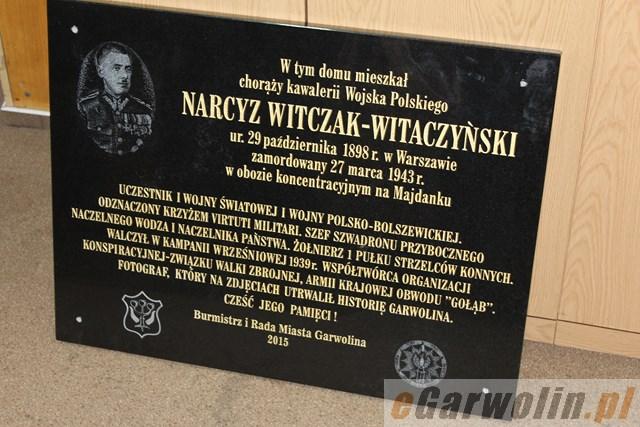 W tym domu mieszkał
chorąży kawalerii Wojska Polskiego
NARCYZ WITCZAK-WITACZYŃSKI
ur. 29 października 1898 r. w Warszawie
zamordowany 27 marca 1943 r.
w obozie koncentracyjnym na Majdanku
UCZESTNIK I WOJNY ŚWIATOWEJ I WOJNY POLSKO-BOLSZEWICKIEJ.
ODZNACZONY KRZYŻEM VIRTUTI MILITARI. SZEF SZWADRONU PRZYBOCZNEGO
NACZELNEGO WODZA I NACZELNIKA PAŃSTWA. ŻOŁNIERZ 1 PUŁKU STRZELCÓW KONNYCH.
WALCZYŁ W KAMPANII WRZEŚNIOWEJ 1939r. WSPÓŁTWÓRCA ORGANIZACJI
KONSPIRACYJNEJ-ZWIĄZKU WALKI ZBROJNEJ, ARMII KRAJOWEJ OBWODU "GOŁĄB".
FOTOGRAF, KTÓRY NA ZDJĘCIACH UTRWALIŁ HISTORIĘ GARWOLINA.
CZEŚĆ JEGO PAMIĘCI !
Burmistrz i Rada Miasta Garwolina
2015
eGarwolin.pl